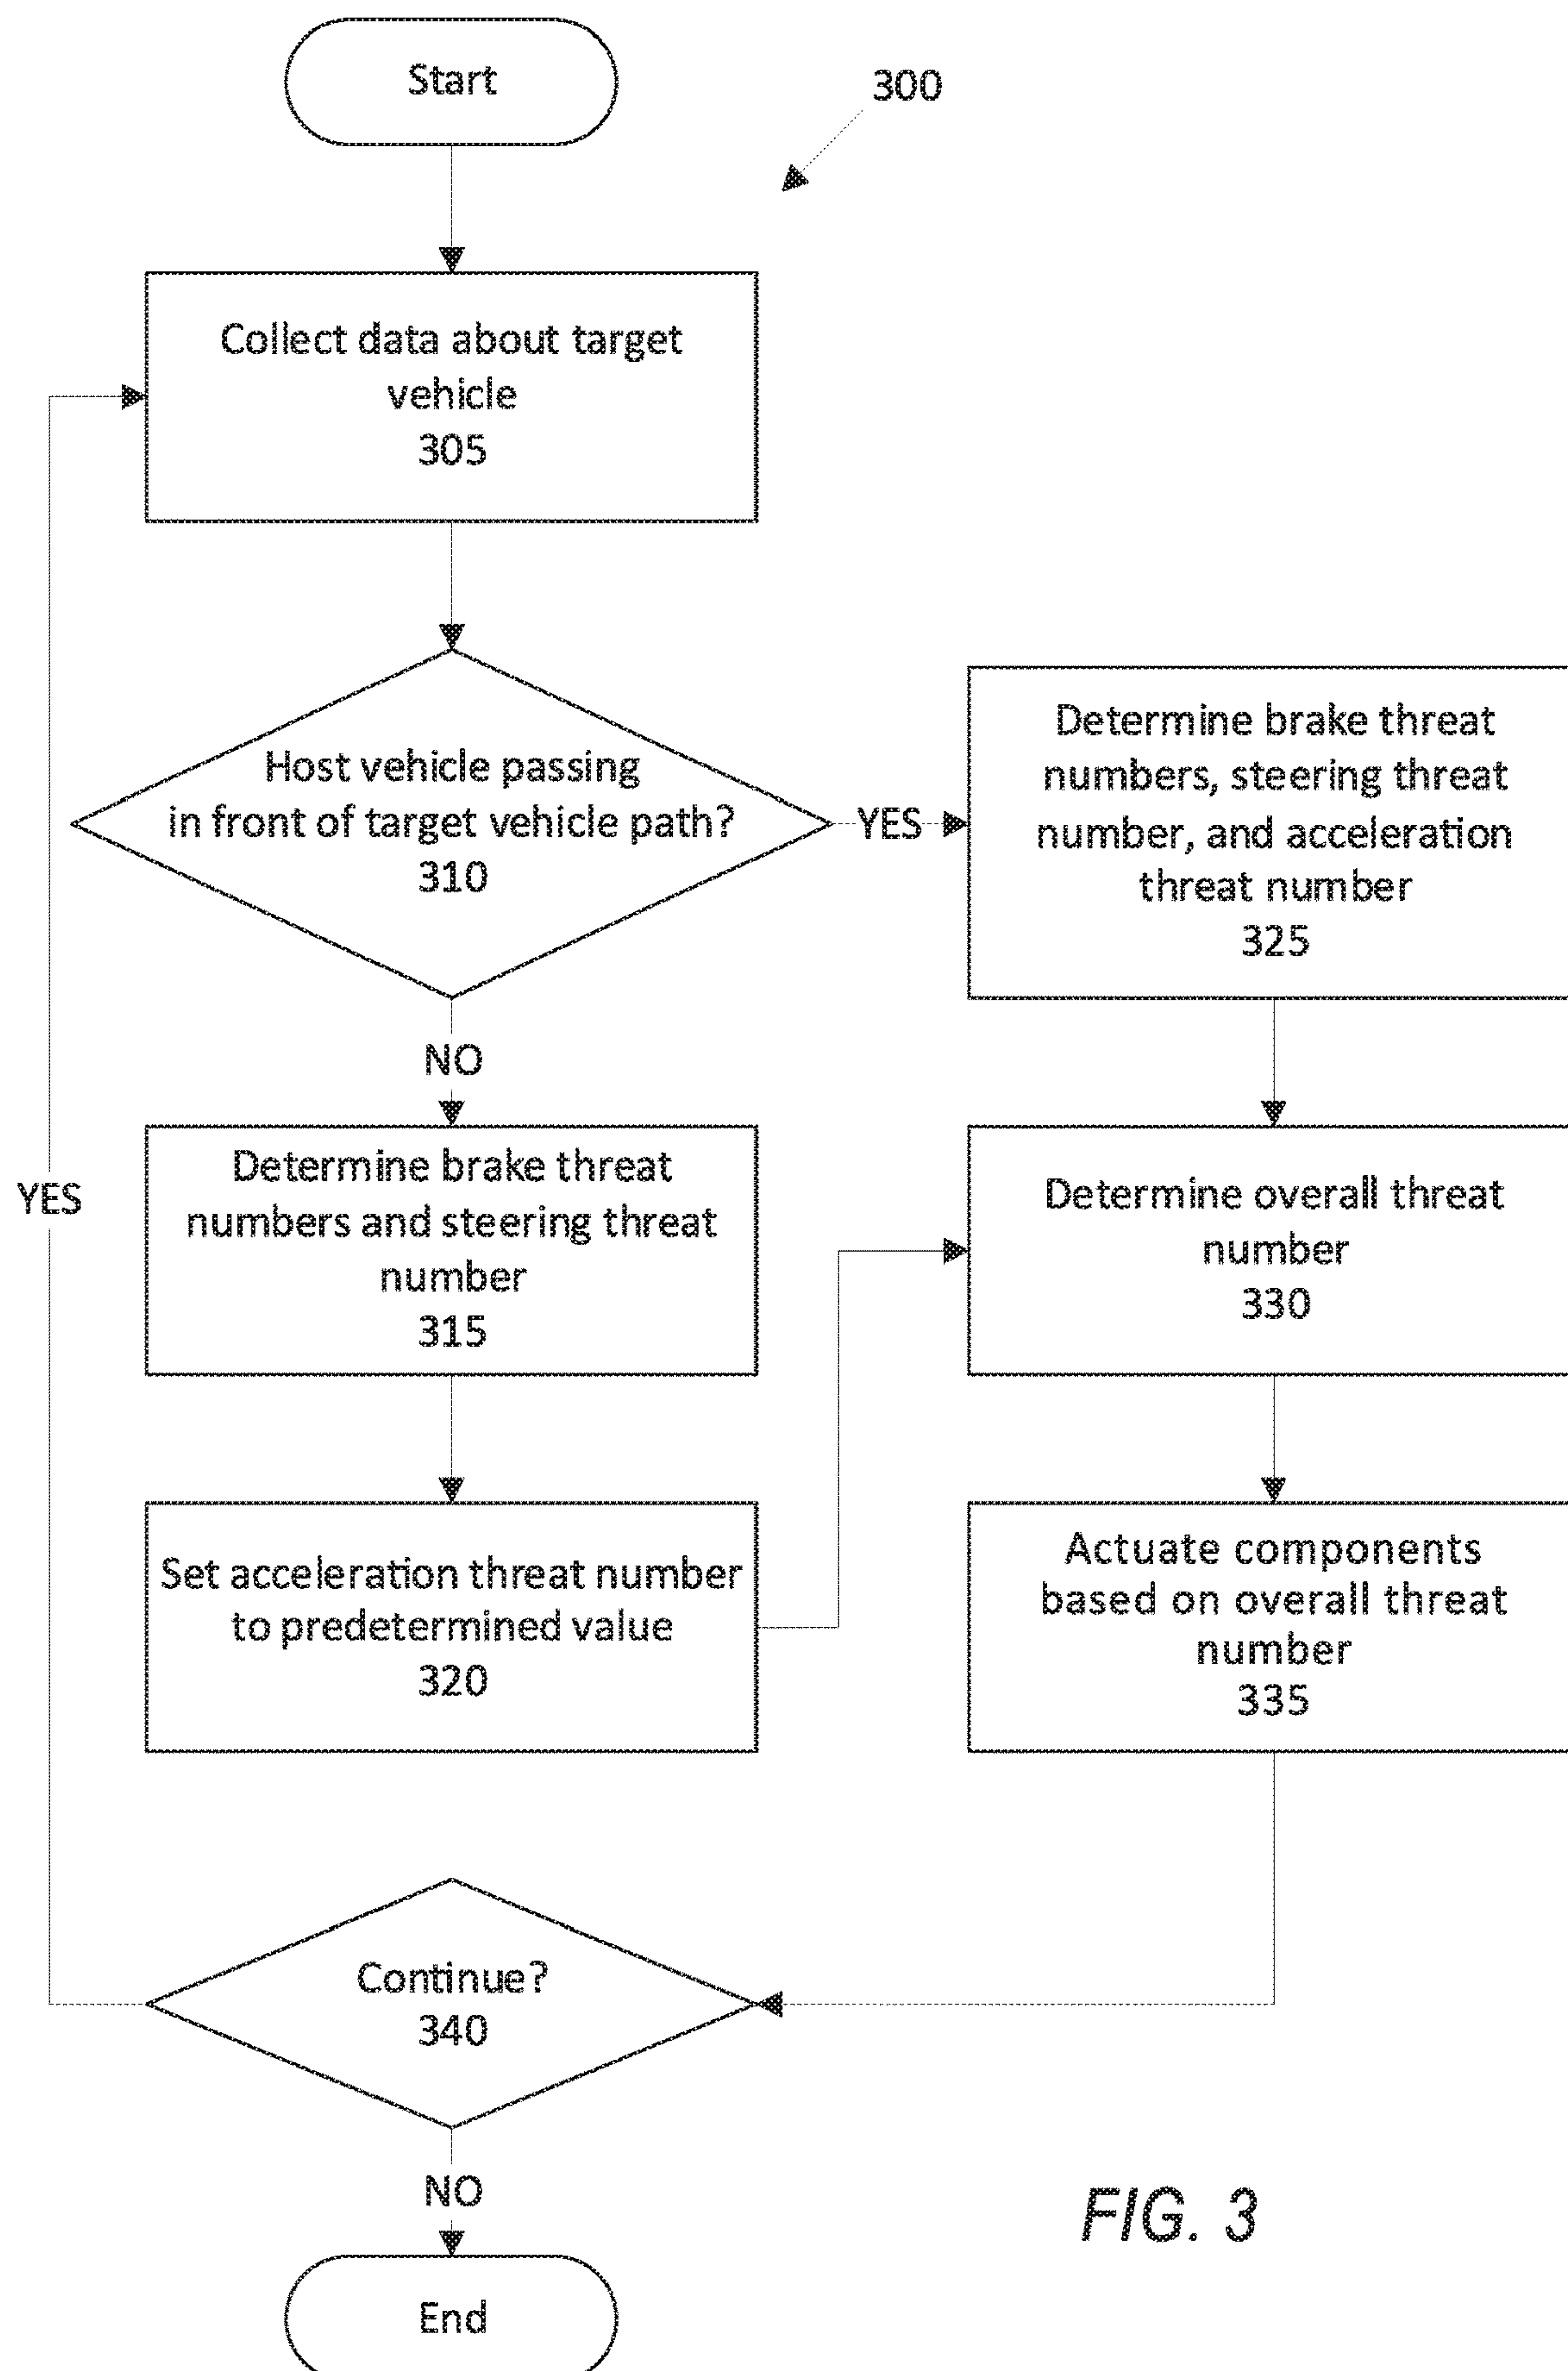 Start
300
Collect data about target
vehicle
305
Host vehicle passing
in front of target vehicle path?
310
YES
Determine brake threat
numbers, steering threat
number, and acceleration
threat number
325
NO
Determine brake threat
numbers and steering threat
number
315
Determine overall threat
number
330
YES
Set acceleration threat number
to predetermined value
320
Actuate components
based on overall threat
number
335
Continue?
340
NO
End
FIG. 3